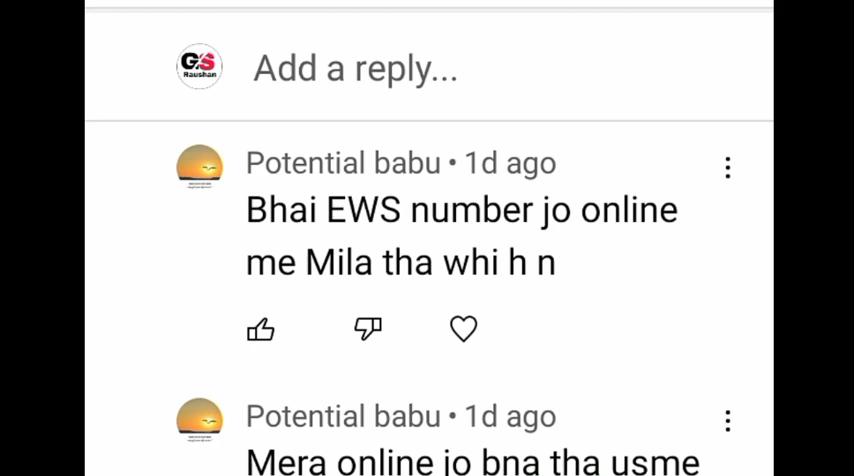 GS
Raushan
Add a reply...
Potential babu • 1d ago
Bhai EWS number jo online
me Mila tha whi h n
Potential babu • 1d ago
Mera online jo bna tha usme